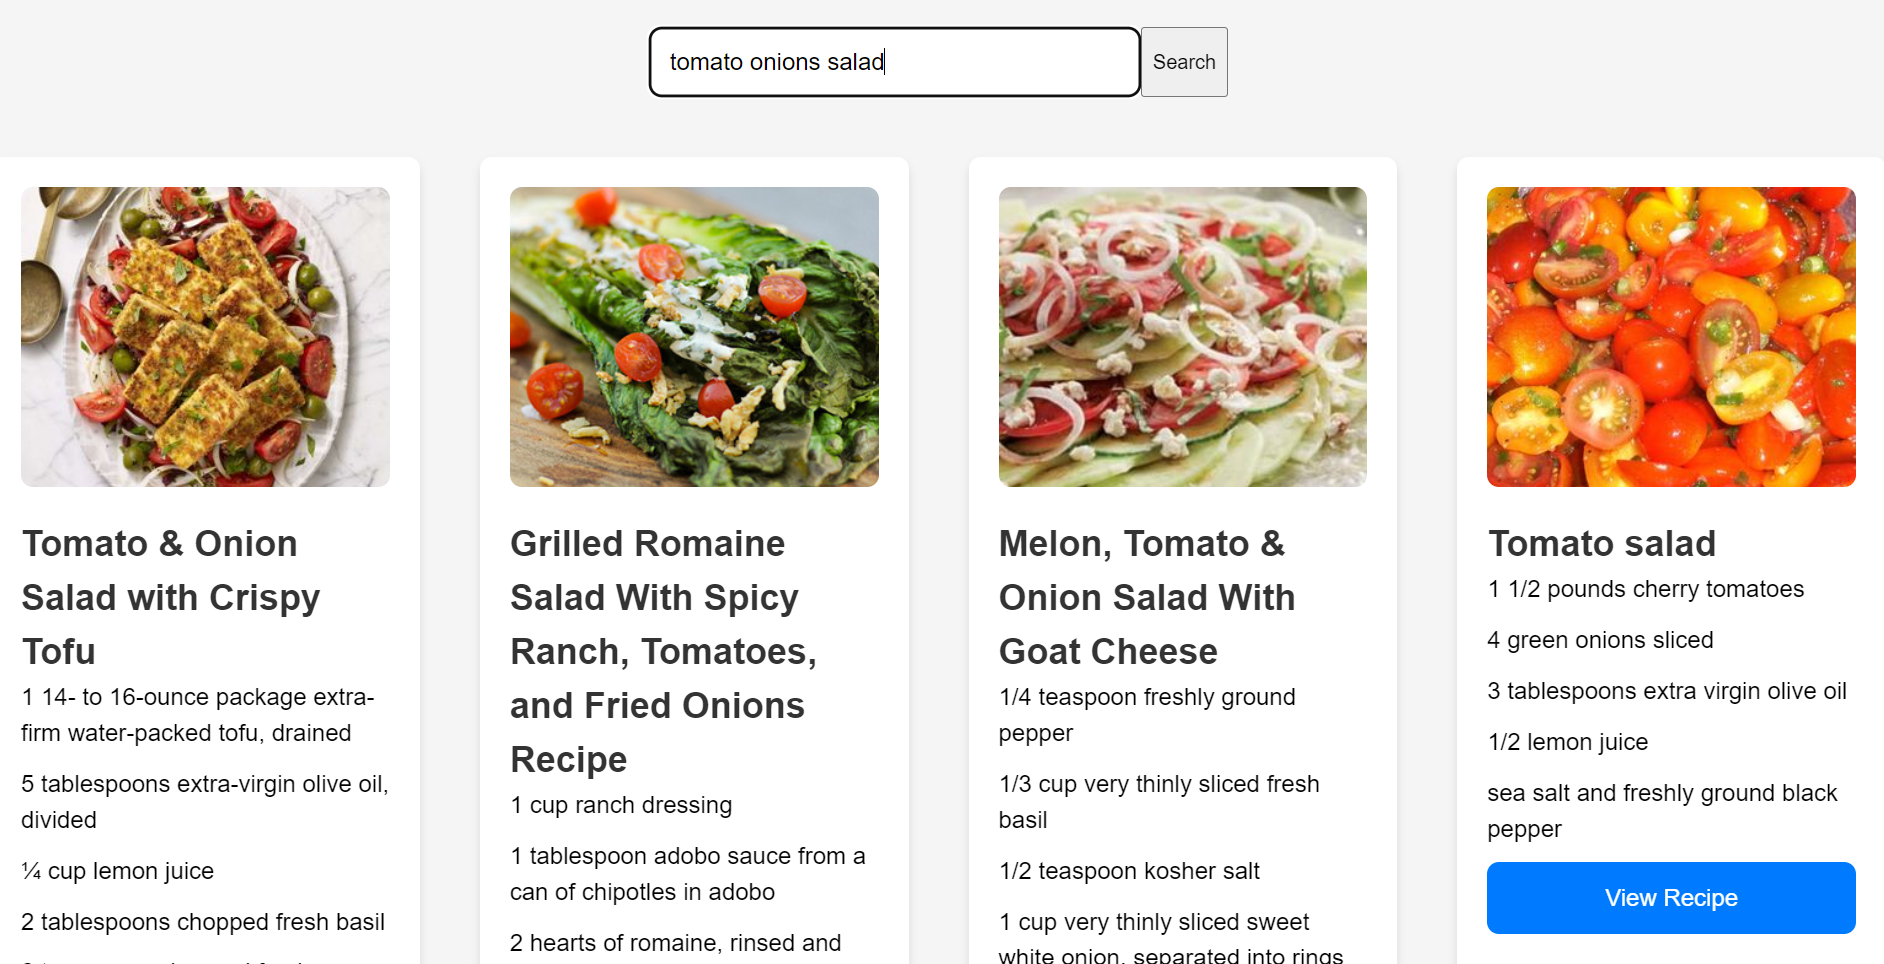 tomato onions salad
Search
Tomato & Onion
Salad with Crispy
Tofu
1 14- to 16-ounce package extra-
firm water-packed tofu, drained
5 tablespoons extra-virgin olive oil,
divided
¼ cup lemon juice
2 tablespoons chopped fresh basil
Grilled Romaine
Salad With Spicy
Ranch, Tomatoes,
and Fried Onions
Recipe
1 cup ranch dressing
1 tablespoon adobo sauce from a
can of chipotles in adobo
2 hearts of romaine, rinsed and
Melon, Tomato &
Onion Salad With
Goat Cheese
1/4 teaspoon freshly ground
pepper
1/3 cup very thinly sliced fresh
basil
1/2 teaspoon kosher salt
1 cup very thinly sliced sweet
white onion, separated into rings
Tomato salad
1 1/2 pounds cherry tomatoes
4 green onions sliced
3 tablespoons extra virgin olive oil
1/2 lemon juice
sea salt and freshly ground black
pepper
View Recipe